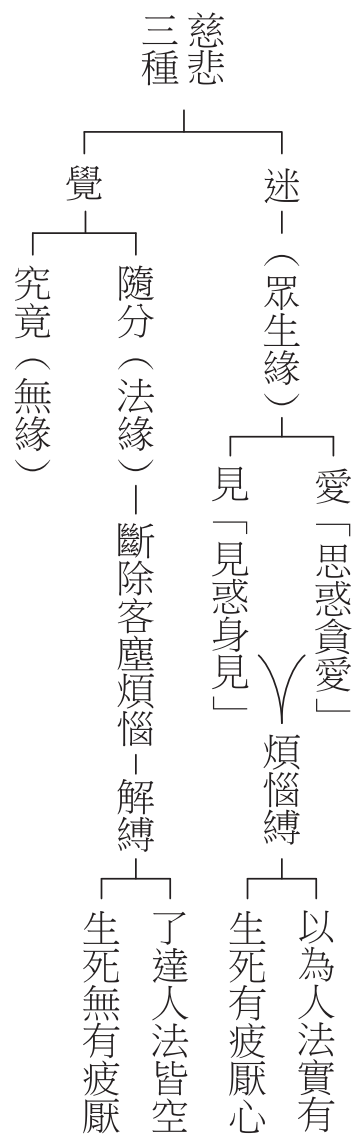 慈悲
三種
迷
(眾生緣)
愛「思惑貪愛」
見「見惑身見」
煩惱縛
以為人法實有
生死有疲厭心
覺
隨分(法緣)
斷除客塵煩惱
解縛
了達人法皆空
生死無有疲厭
究竟(無緣)